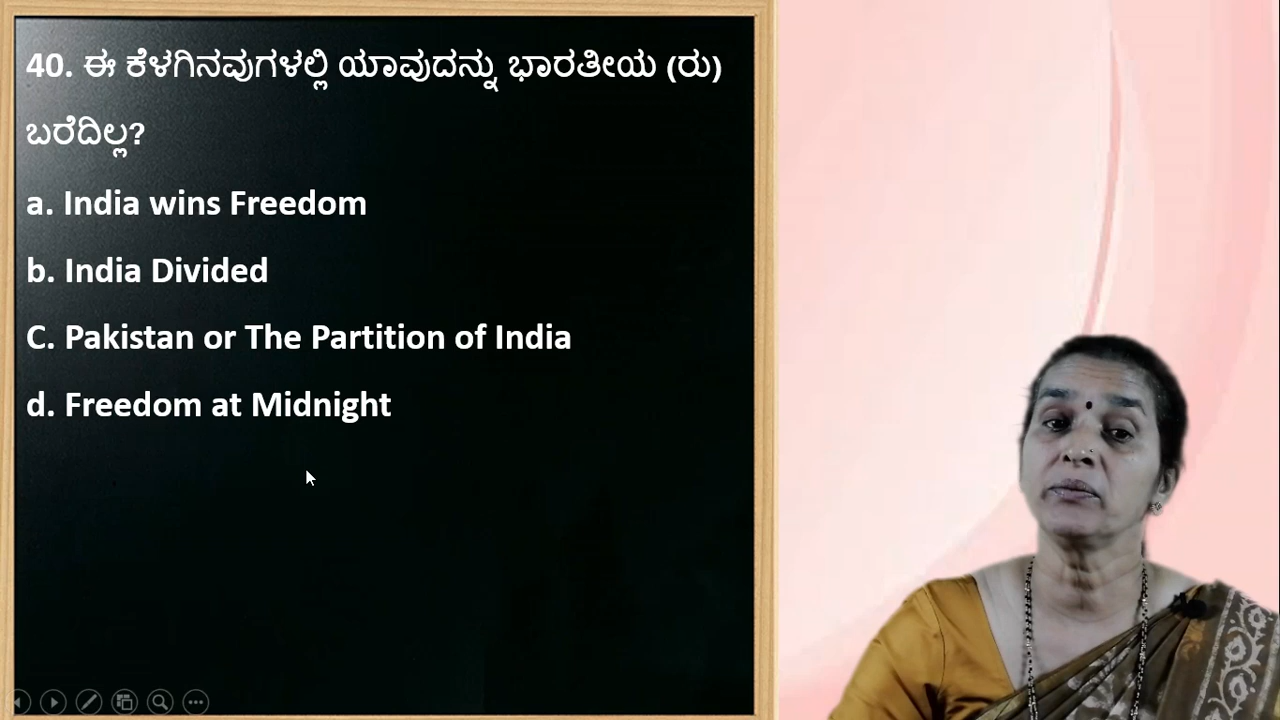 40. ಈ ಕೆಳಗಿನವುಗಳಲ್ಲಿ ಯಾವುದನ್ನು ಭಾರತೀಯ (ರು)
ಬರೆದಿಲ್ಲ?
a. India wins Freedom
b. India Divided
C. Pakistan or The Partition of India
d. Freedom at Midnight